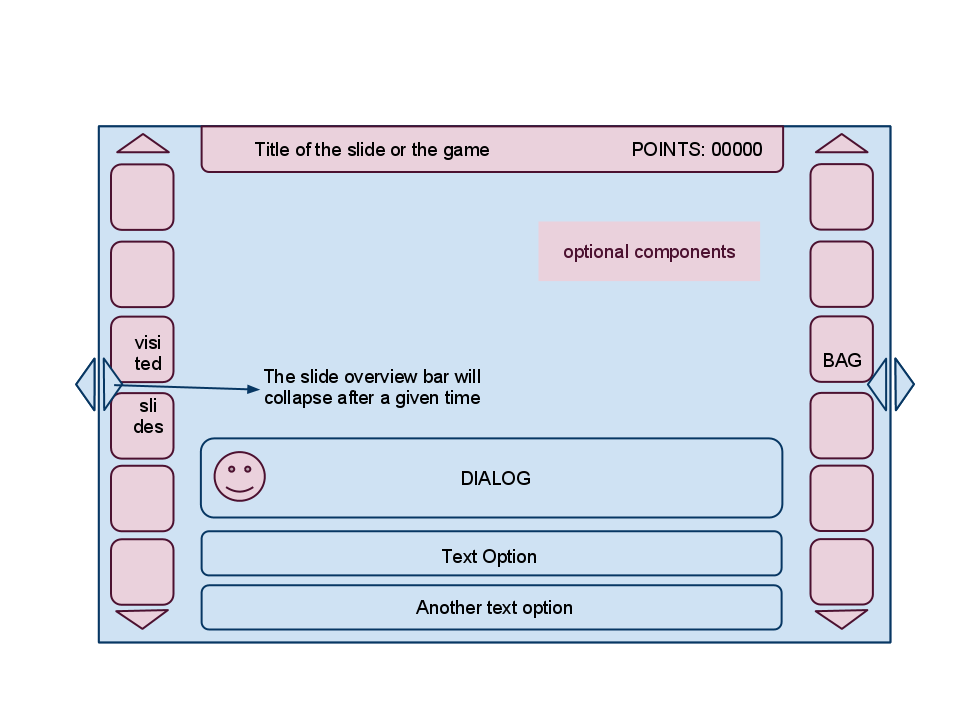 Title of the slide or the game
POINTS: 00000
optional components
visi
ted
sli
des
BAG
The slide overview bar will
collapse after a given time
DIALOG
Text Option
Another text option